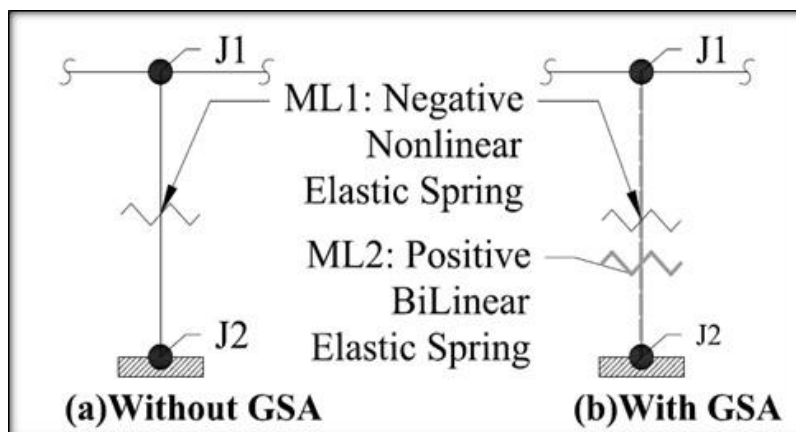 J1
J1
ML1: Negative
Nonlinear
Elastic Spring
ML2: Positive
BiLinear
Elastic Spring
J2
J2
(a)Without GSA
(b)With GSA